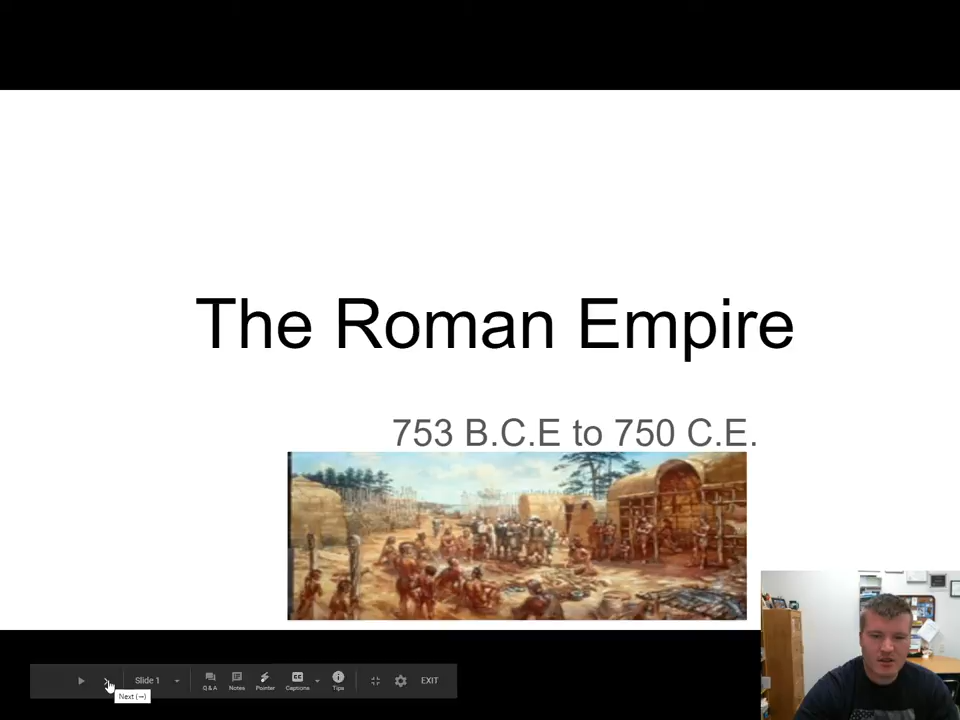 The Roman Empire
753 B.C.E to 750 C.E.
Slide 1
Q & A
Notes
Pointer
Captions
Tips
EXIT
Next (→)